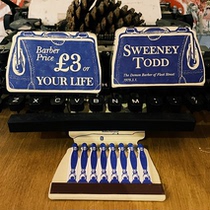 Barber
Price
£3 or
YOUR LIFE
SWEENEY
TODD
The Demon Barber of Fleet Street
Z X C V B N M